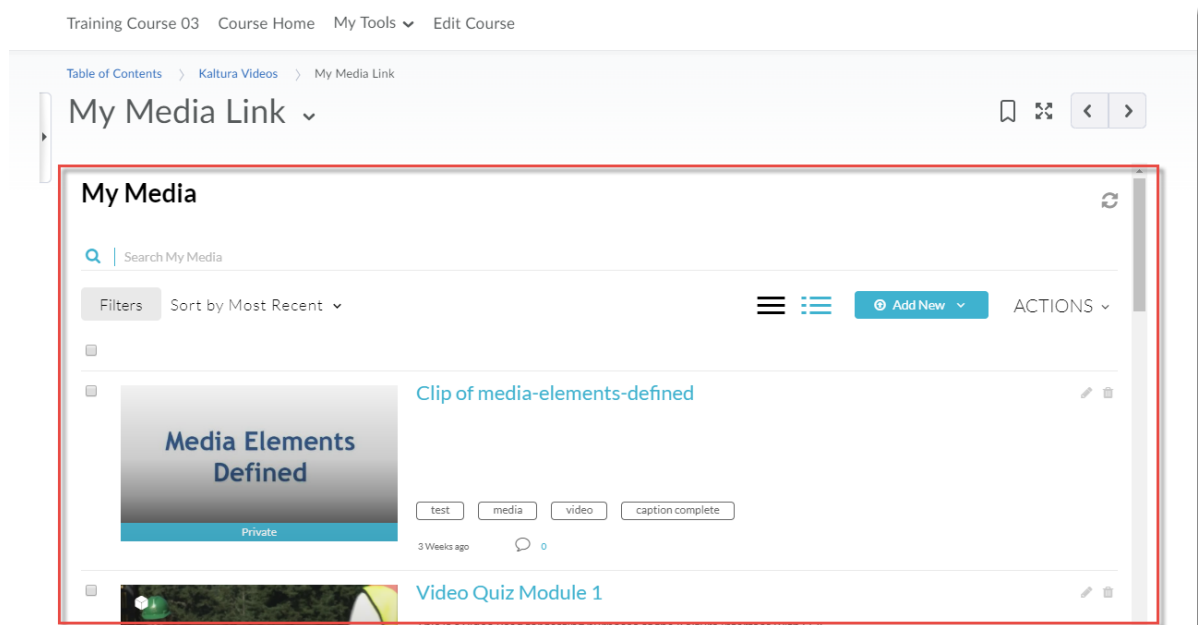 Training Course 03 Course Home My Tools Edit Course
Table of Contents > Kaltura Videos > My Media Link
My Media Link
My Media
Search My Media
Filters Sort by Most Recent Add New ACTIONS
Clip of media-elements-defined
Media Elements
Defined
test media video caption complete
Private
3 Weeks ago 0
Video Quiz Module 1